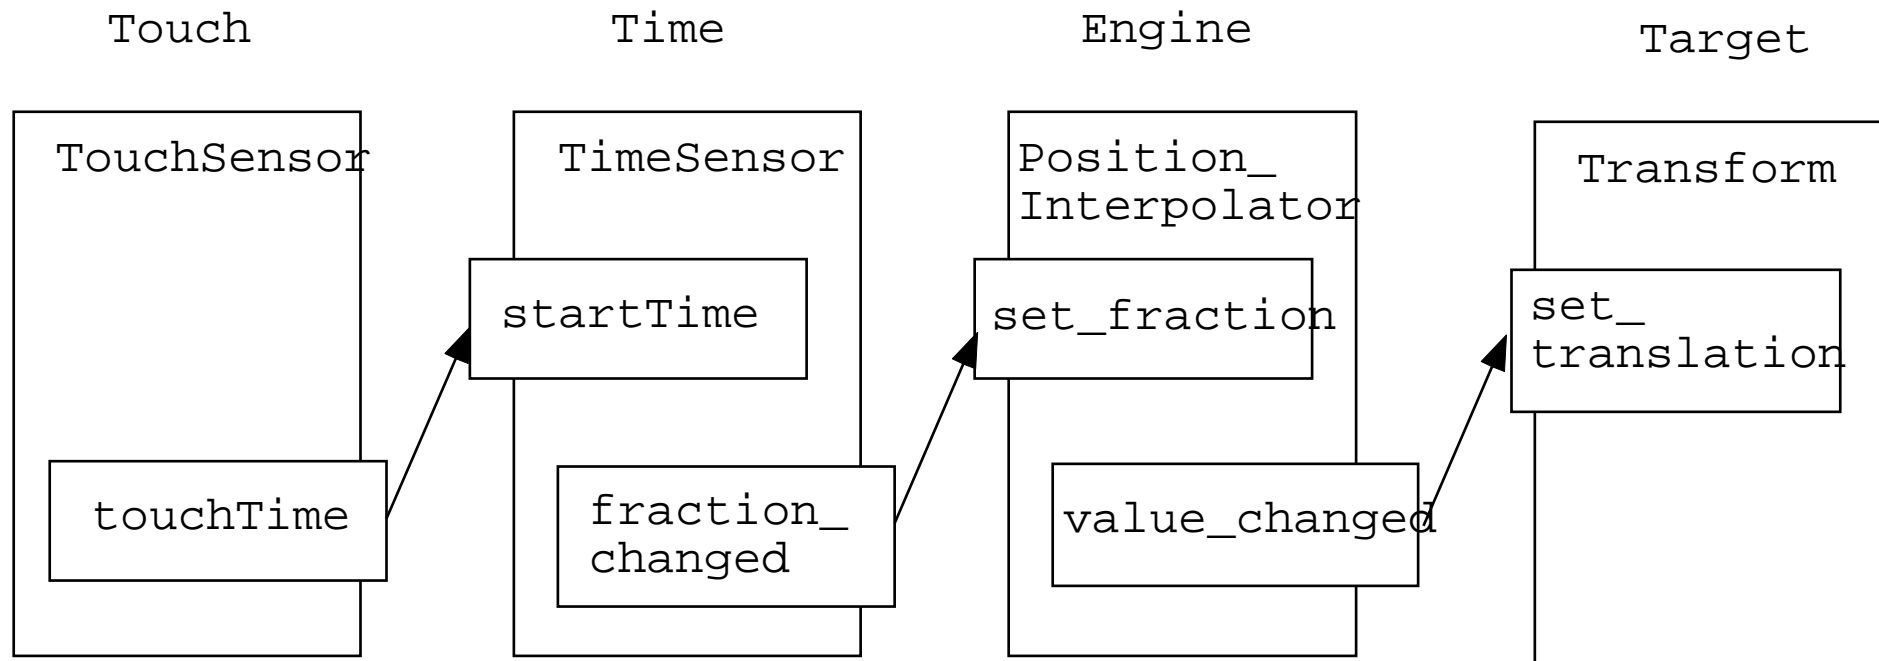 Touch
Time
Engine
Target
TouchSensor
TimeSensor
Position_
Interpolator
Transform
startTime
set_fraction
set_
translation
touchTime
fraction_
changed
value_changed